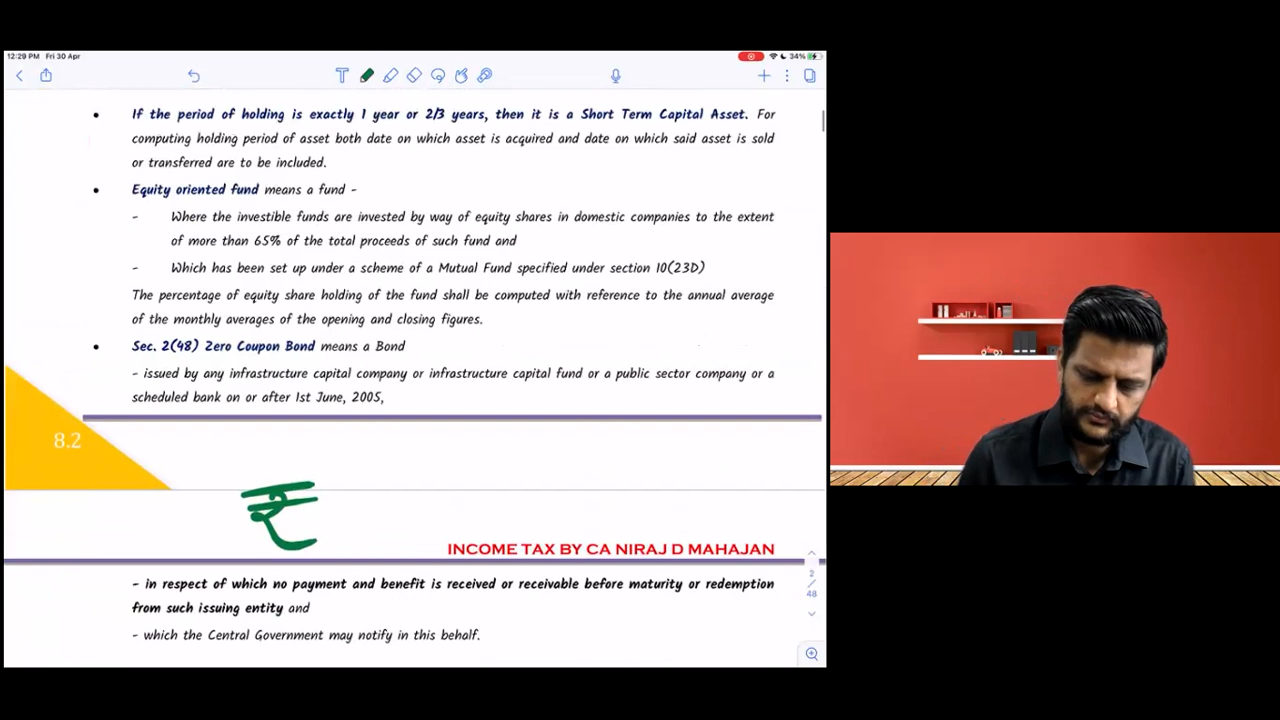 12:29 PM Fri 30 Apr
34%
• If the period of holding is exactly 1 year or 2/3 years, then it is a Short Term Capital Asset. For
computing holding period of asset both date on which asset is acquired and date on which said asset is sold
or transferred are to be included.
• Equity oriented fund means a fund -
- Where the investible funds are invested by way of equity shares in domestic companies to the extent
of more than 65% of the total proceeds of such fund and
- Which has been set up under a scheme of a Mutual Fund specified under section 10(23D)
The percentage of equity share holding of the fund shall be computed with reference to the annual average
of the monthly averages of the opening and closing figures.
• Sec. 2(48) Zero Coupon Bond means a Bond
- issued by any infrastructure capital company or infrastructure capital fund or a public sector company or a
scheduled bank on or after 1st June, 2005,
8.2
₹
INCOME TAX BY CA NIRAJ D MAHAJAN
- in respect of which no payment and benefit is received or receivable before maturity or redemption
from such issuing entity and
- which the Central Government may notify in this behalf.
2
/
48